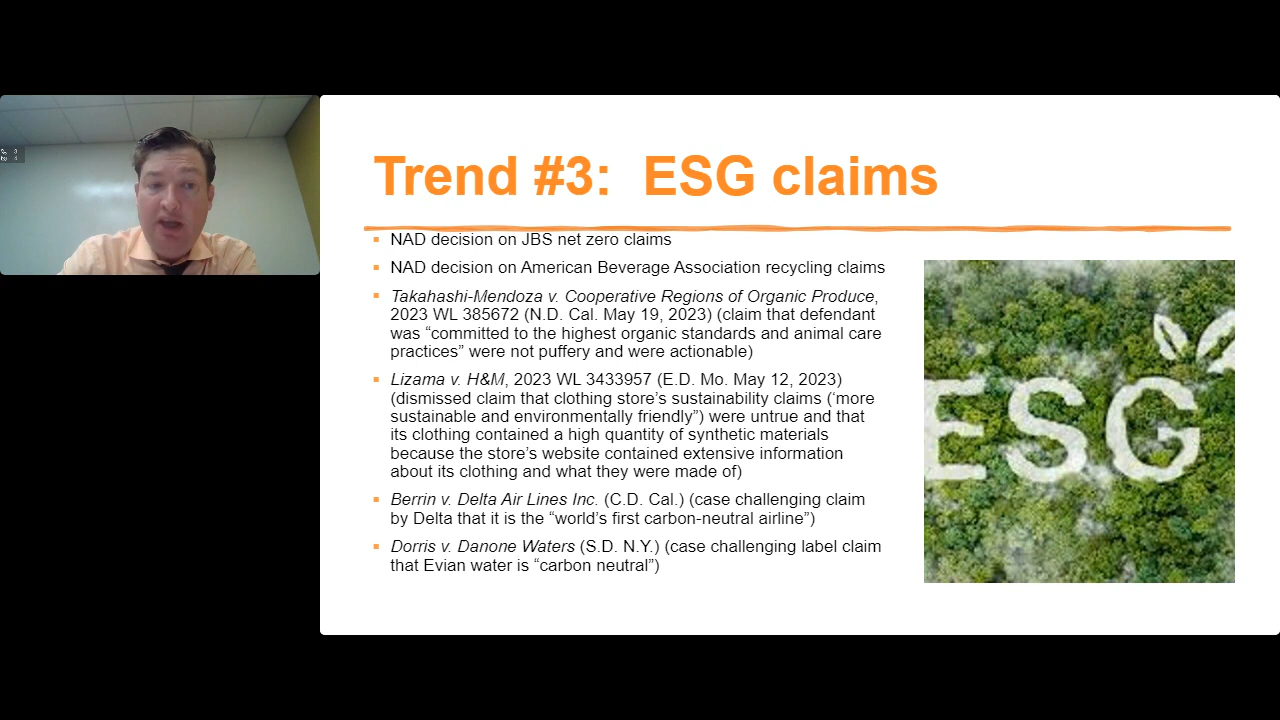 Trend #3: ESG claims
NAD decision on JBS net zero claims
NAD decision on American Beverage Association recycling claims
Takahashi-Mendoza v. Cooperative Regions of Organic Produce,
2023 WL 385672 (N.D. Cal. May 19, 2023) (claim that defendant
was “committed to the highest organic standards and animal care
practices” were not puffery and were actionable)
Lizama v. H&M, 2023 WL 3433957 (E.D. Mo. May 12, 2023)
(dismissed claim that clothing store’s sustainability claims (‘more
sustainable and environmentally friendly”) were untrue and that
its clothing contained a high quantity of synthetic materials
because the store’s website contained extensive information
about its clothing and what they were made of)
Berrin v. Delta Air Lines Inc. (C.D. Cal.) (case challenging claim
by Delta that it is the “world’s first carbon-neutral airline”)
Dorris v. Danone Waters (S.D. N.Y.) (case challenging label claim
that Evian water is “carbon neutral”)
ESG